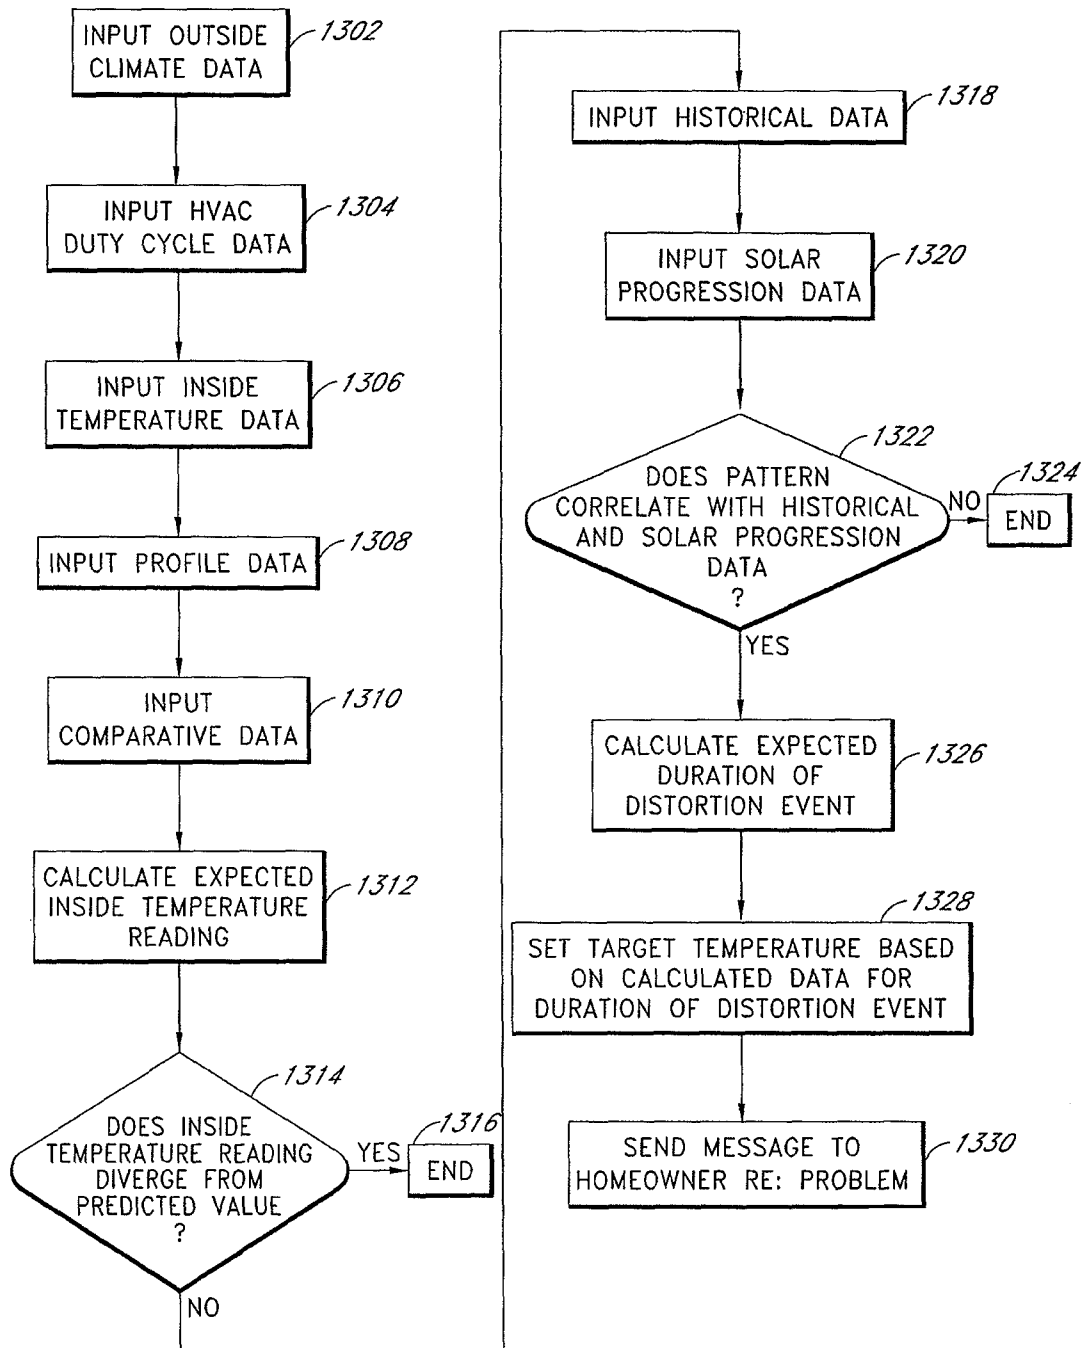 INPUT OUTSIDE
CLIMATE DATA
1302
INPUT HVAC
DUTY CYCLE DATA
1304
INPUT INSIDE
TEMPERATURE DATA
1306
INPUT PROFILE DATA
1308
INPUT
COMPARATIVE DATA
1310
CALCULATE EXPECTED
INSIDE TEMPERATURE
READING
1312
DOES INSIDE
TEMPERATURE READING
DIVERGE FROM
PREDICTED VALUE
?
1314
YES
1316
END
NO
INPUT HISTORICAL DATA
1318
INPUT SOLAR
PROGRESSION DATA
1320
DOES PATTERN
CORRELATE WITH HISTORICAL
AND SOLAR PROGRESSION
DATA
?
1322
NO
1324
END
YES
CALCULATE EXPECTED
DURATION OF
DISTORTION EVENT
1326
SET TARGET TEMPERATURE BASED
ON CALCULATED DATA FOR
DURATION OF DISTORTION EVENT
1328
SEND MESSAGE TO
HOMEOWNER RE: PROBLEM
1330